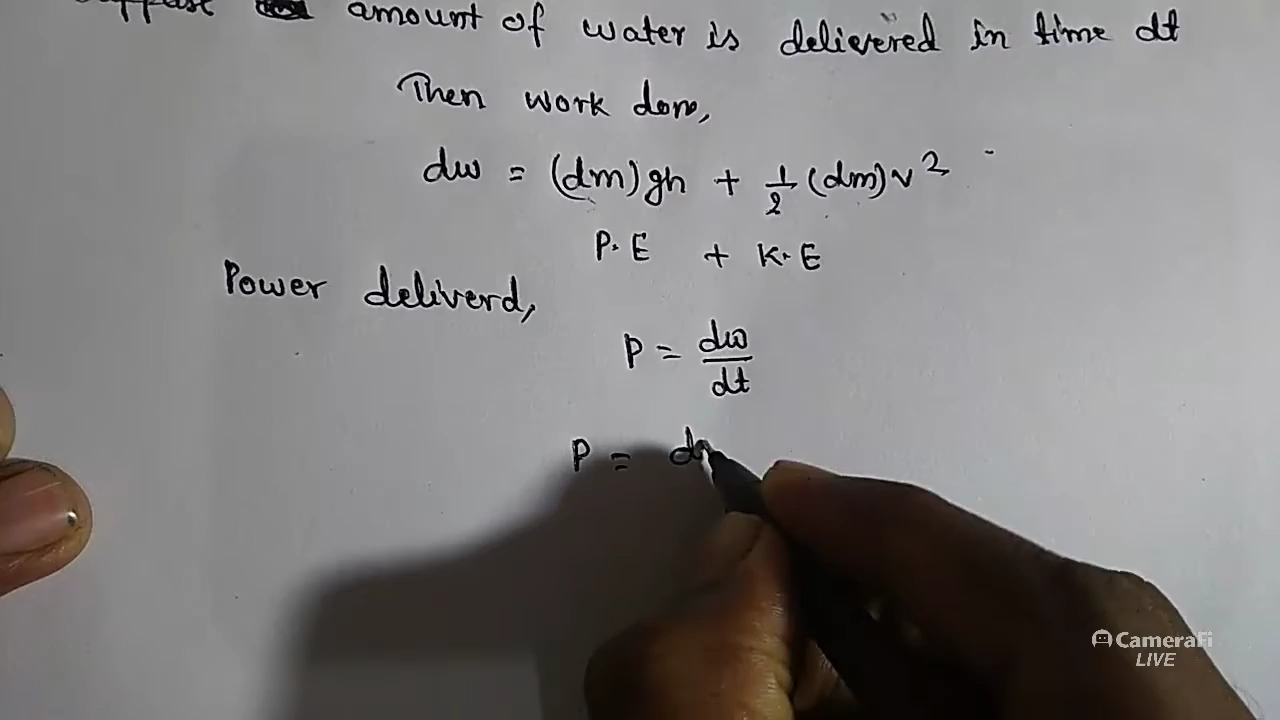 amount of water is delivered in time dt
Then work done,
dw = (dm)gh + 1/2 (dm)v²
P.E + K.E
Power deliverd,
P = dw/dt
P = d
CameraFi
LIVE